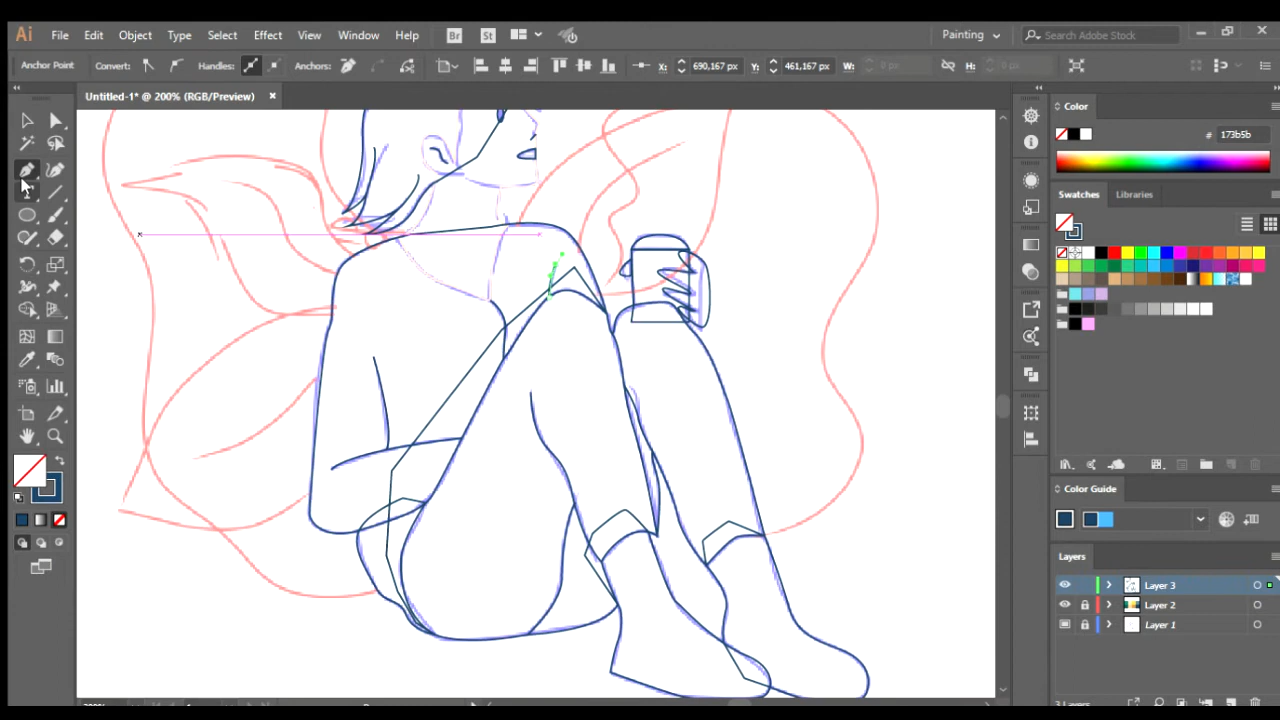 Ai File Edit Object Type Select Effect View Window Help Br St Painting Search Adobe Stock
Anchor Point Convert: Handles: Anchors: X: 690,167 px Y: 461,167 px W: H:
Untitled-1* @ 200% (RGB/Preview) ×
Color
# 173b5b
Swatches Libraries
Color Guide
Layers
Layer 3
Layer 2
Layer 1